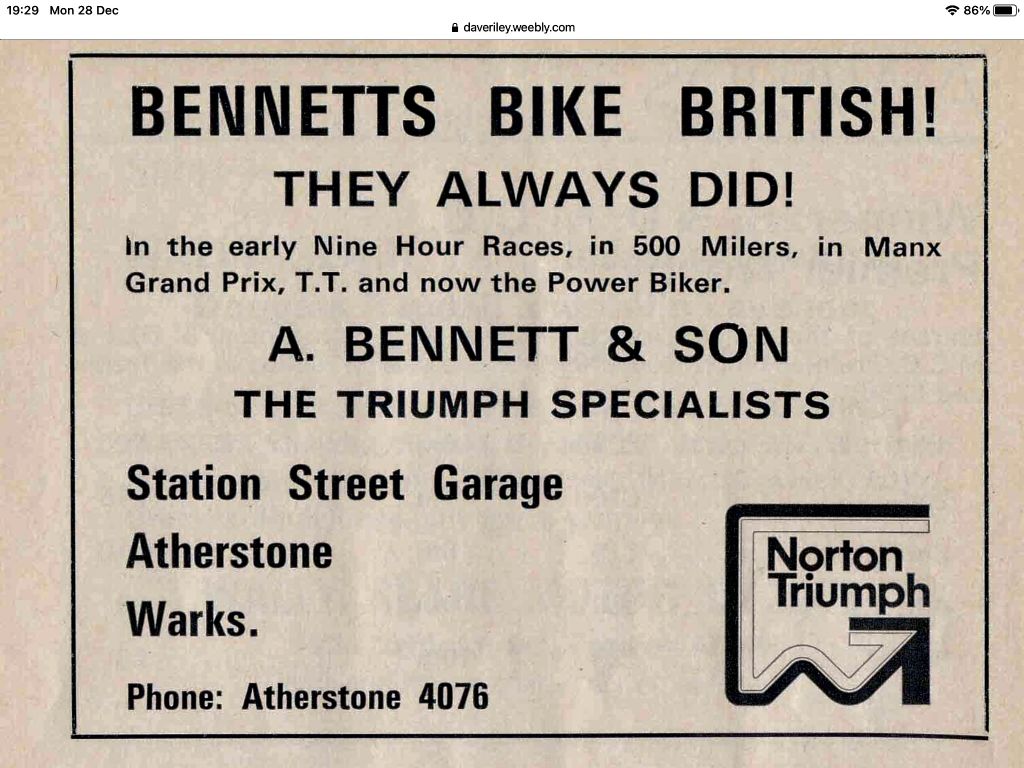 19:29 Mon 28 Dec
86%
daveriley.weebly.com
BENNETTS BIKE BRITISH!
THEY ALWAYS DID!
In the early Nine Hour Races, in 500 Milers, in Manx
Grand Prix, T.T. and now the Power Biker.
A. BENNETT & SON
THE TRIUMPH SPECIALISTS
Station Street Garage
Atherstone
Warks.
Phone: Atherstone 4076
Norton
Triumph